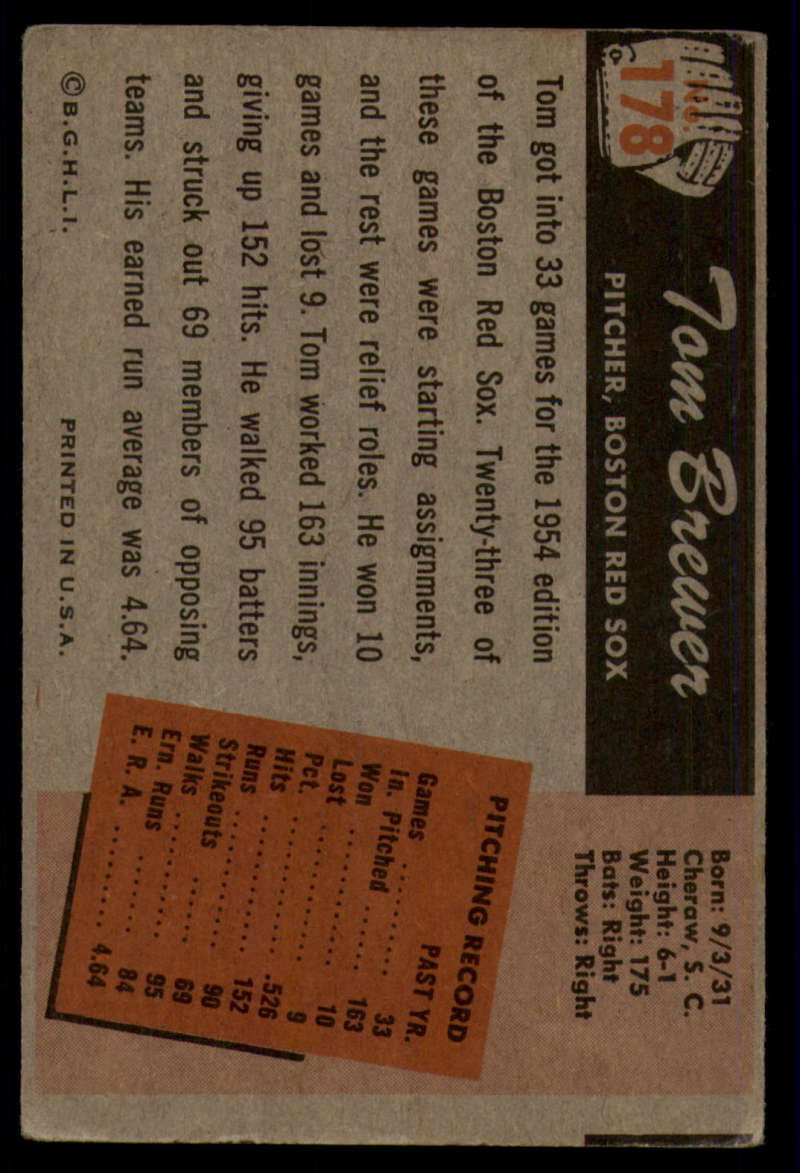 No.
178
Tom Brewer
PITCHER, BOSTON RED SOX
Born: 9/3/31
Cheraw, S. C.
Height: 6-1
Weight: 175
Bats: Right
Throws: Right
Tom got into 33 games for the 1954 edition
of the Boston Red Sox. Twenty-three of
these games were starting assignments,
and the rest were relief roles. He won 10
games and lost 9. Tom worked 163 innings,
giving up 152 hits. He walked 95 batters
and struck out 69 members of opposing
teams. His earned run average was 4.64.
PITCHING RECORD
PAST YR.
Games ......... 33
In. Pitched ...... 163
Won ........... 10
Lost ........... 9
Pct. ........... .526
Hits ........... 152
Runs ........... 90
Strikeouts ...... 69
Walks .......... 95
Ern. Runs ...... 84
E. R. A. ........ 4.64
© B.G.H.L.I.
PRINTED IN U.S.A.